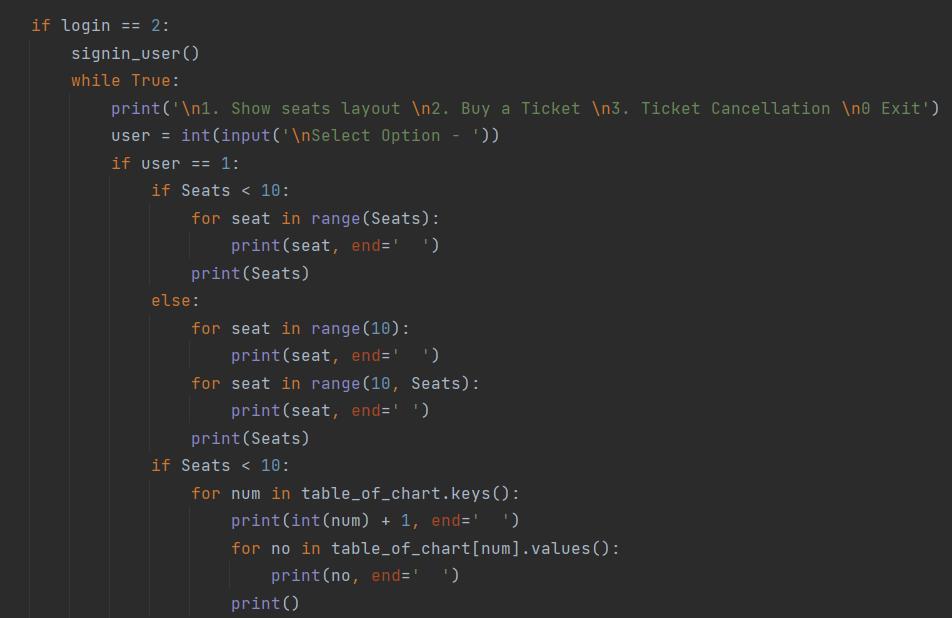 if login == 2:
    signin_user()
    while True:
        print('\n1. Show seats layout \n2. Buy a Ticket \n3. Ticket Cancellation \n0 Exit')
        user = int(input('\nSelect Option - '))
        if user == 1:
            if Seats < 10:
                for seat in range(Seats):
                    print(seat, end='  ')
                print(Seats)
            else:
                for seat in range(10):
                    print(seat, end='  ')
                for seat in range(10, Seats):
                    print(seat, end=' ')
                print(Seats)
            if Seats < 10:
                for num in table_of_chart.keys():
                    print(int(num) + 1, end='  ')
                    for no in table_of_chart[num].values():
                        print(no, end='  ')
                    print()